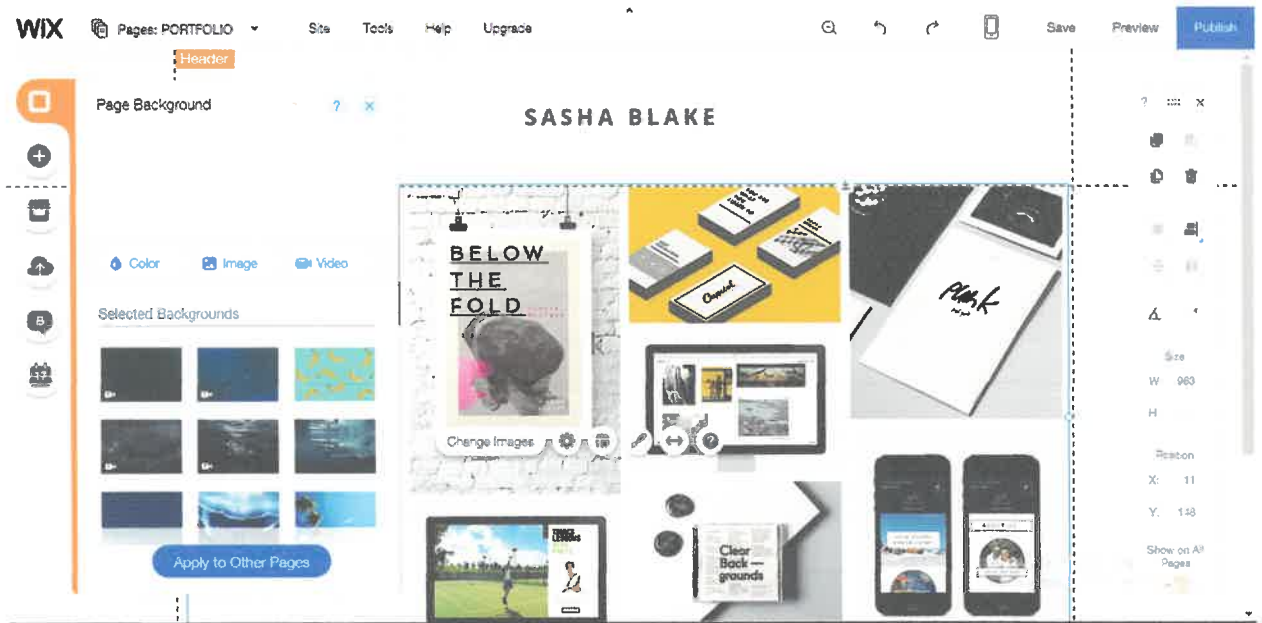 WiX
Pages: PORTFOLIO
Site
Tools
Help
Upgrade
Save
Preview
Publish
Header
Page Background
?
SASHA BLAKE
Color
Image
Video
Selected Backgrounds
Apply to Other Pages
BELOW
THE
FOLD
Capital
Change Images
?
Clear
Back —
grounds
?
Size
W 963
H
Position
X: 11
Y: 148
Show on All
Pages